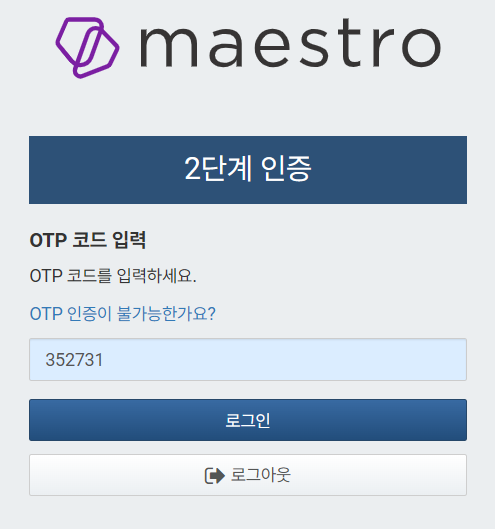 maestro
2단계 인증
OTP 코드 입력
OTP 코드를 입력하세요.
OTP 인증이 불가능한가요?
352731
로그인
로그아웃